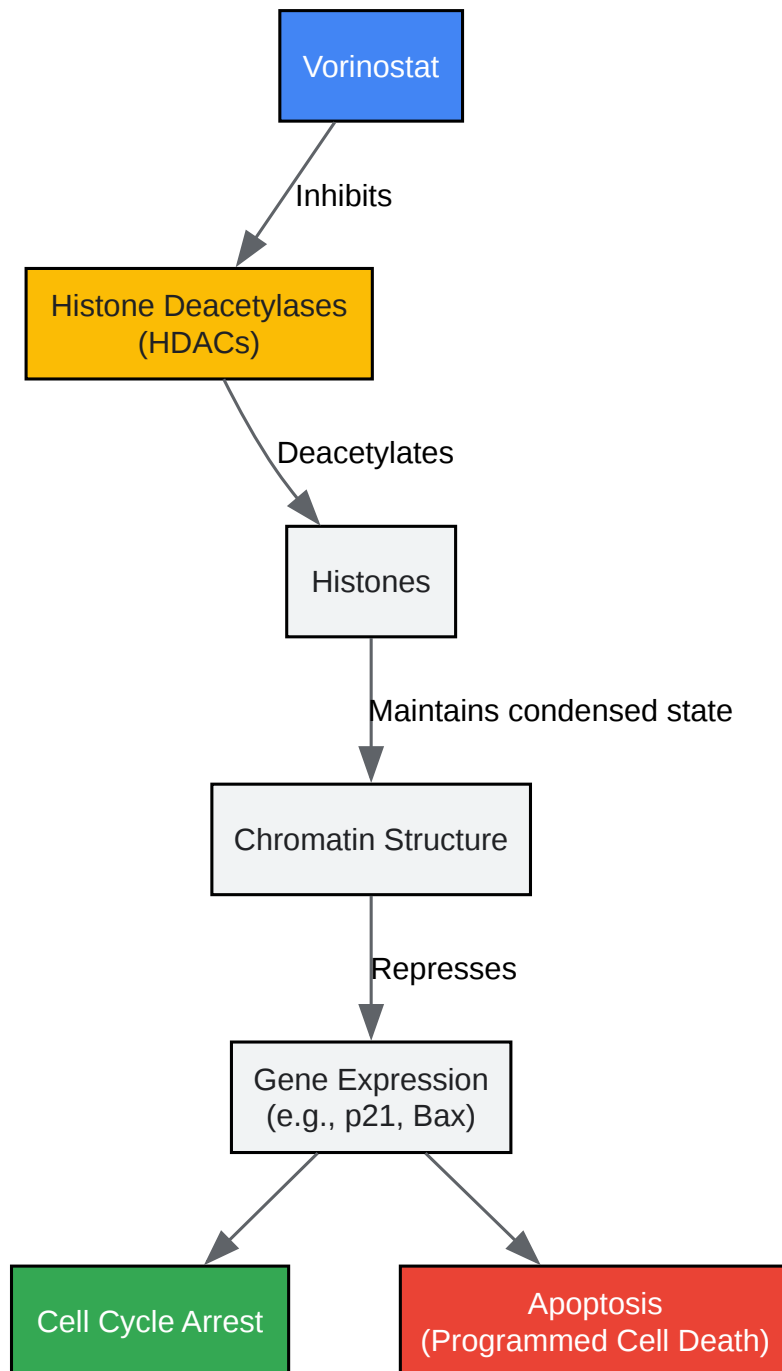 Vorinostat
Inhibits
Histone Deacetylases
(HDACs)
Deacetylates
Histones
Maintains condensed state
Chromatin Structure
Represses
Gene Expression
(e.g., p21, Bax)
Cell Cycle Arrest
Apoptosis
(Programmed Cell Death)